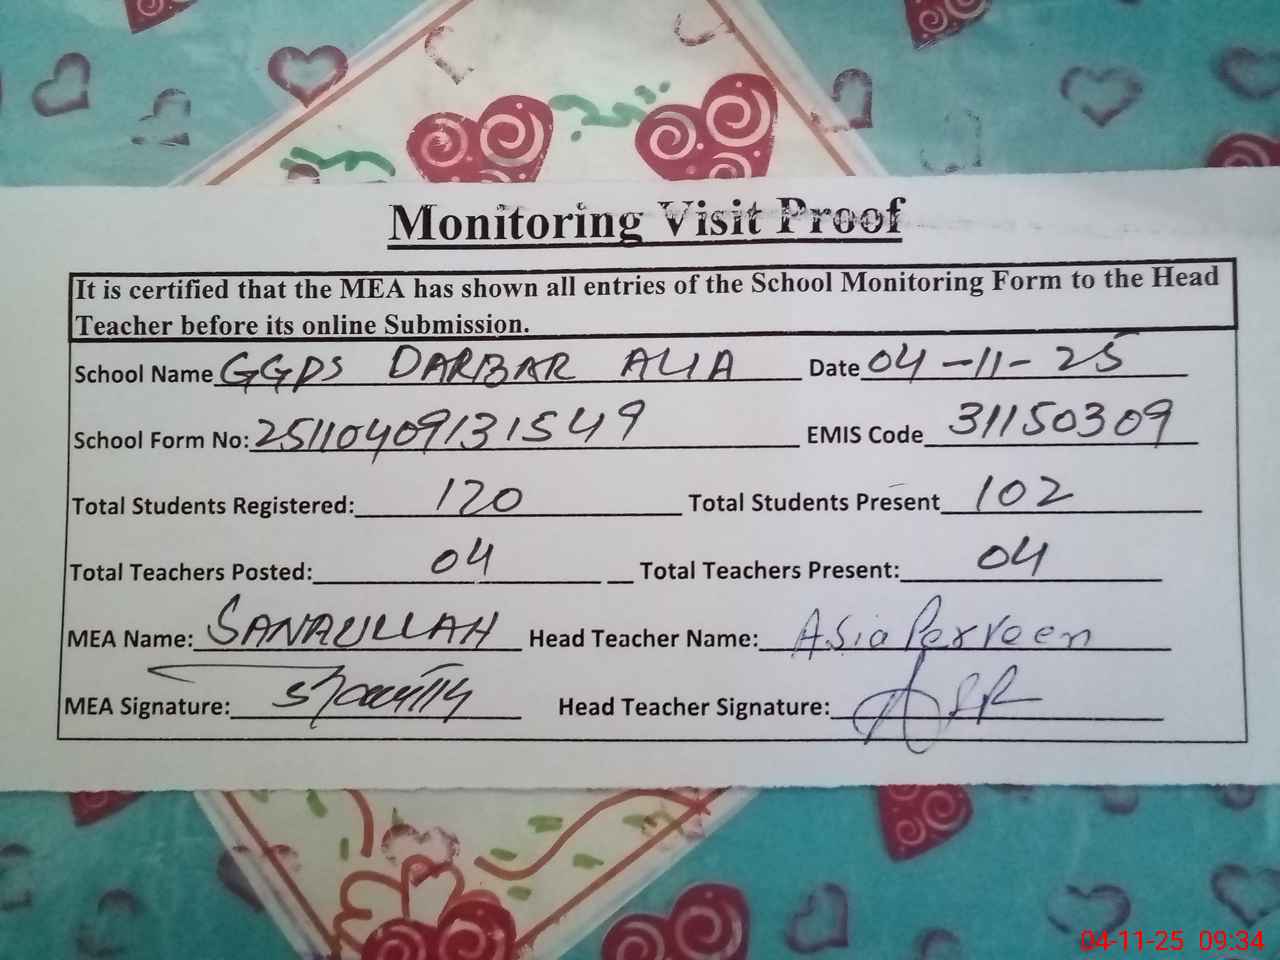 Monitoring Visit Proof
It is certified that the MEA has shown all entries of the School Monitoring Form to the Head
Teacher before its online Submission.
School Name GGPS DARBAR ALIA Date 04-11-25
School Form No: 25110409131549 EMIS Code 31150309
Total Students Registered: 120 Total Students Present 102
Total Teachers Posted: 04 Total Teachers Present: 04
MEA Name: SANAULLAH Head Teacher Name: Asia Perveen
MEA Signature: Head Teacher Signature:
04-11-25 09:34